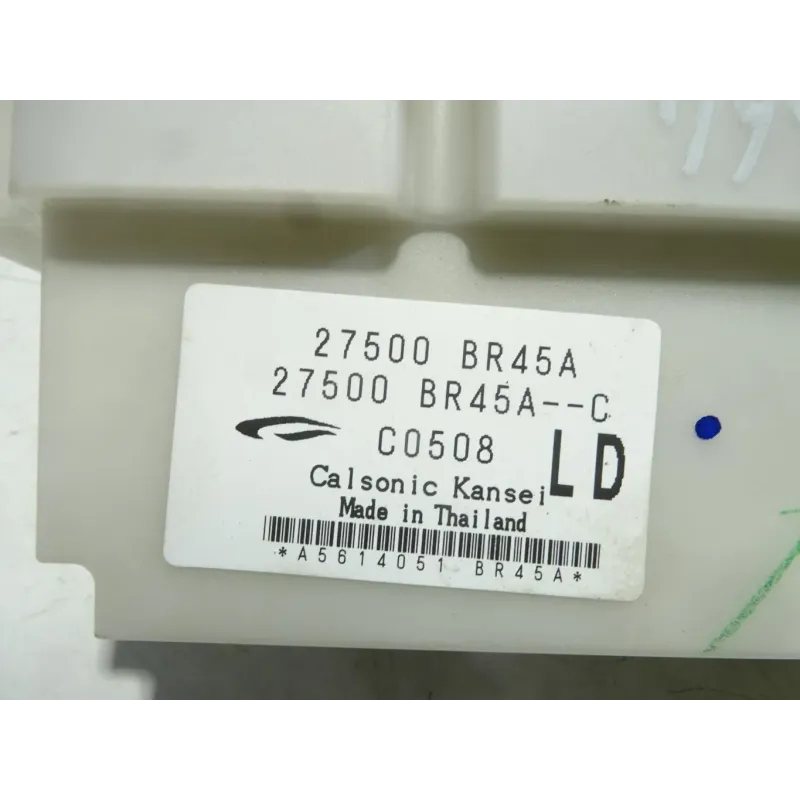 27500 BR45A
27500 BR45A--C
C0508
LD
Calsonic Kansei
Made in Thailand
*A5614051 BR45A*